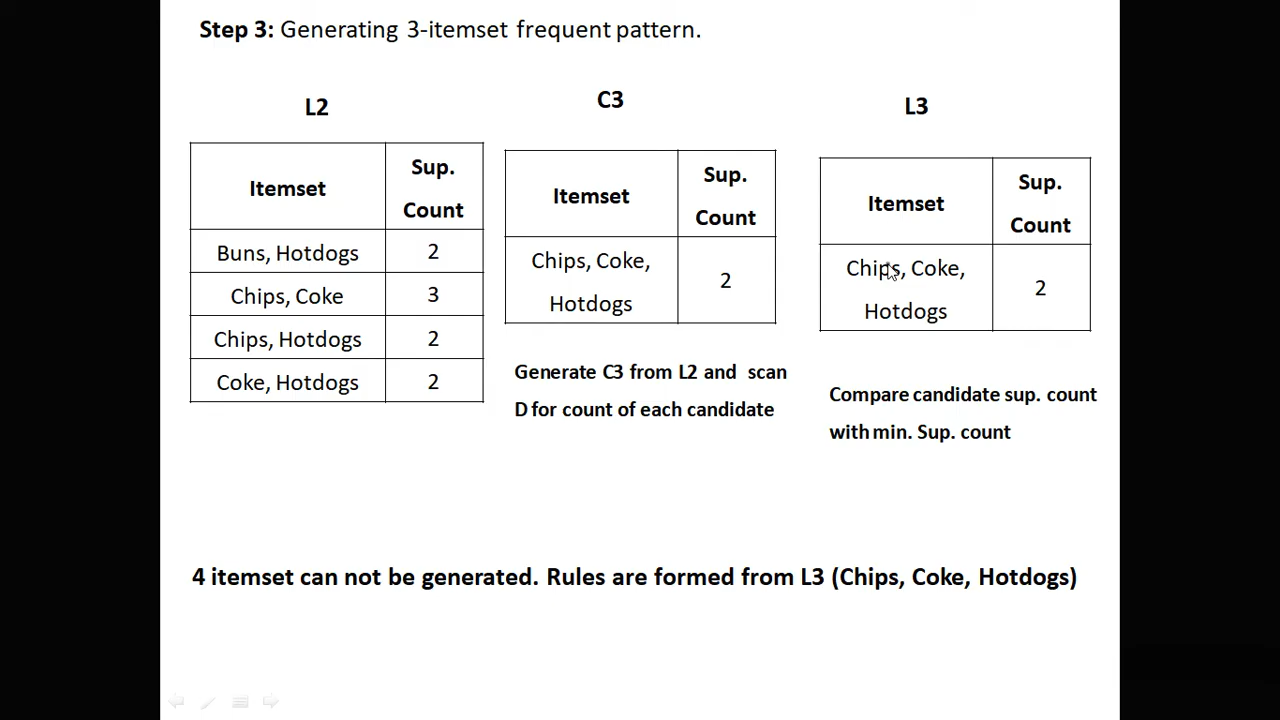 Step 3: Generating 3-itemset frequent pattern.
L2
Itemset
Sup.
Count
Buns, Hotdogs
2
Chips, Coke
3
Chips, Hotdogs
2
Coke, Hotdogs
2
C3
Itemset
Sup.
Count
Chips, Coke,
Hotdogs
2
Generate C3 from L2 and scan
D for count of each candidate
L3
Itemset
Sup.
Count
Chips, Coke,
Hotdogs
2
Compare candidate sup. count
with min. Sup. count
4 itemset can not be generated. Rules are formed from L3 (Chips, Coke, Hotdogs)